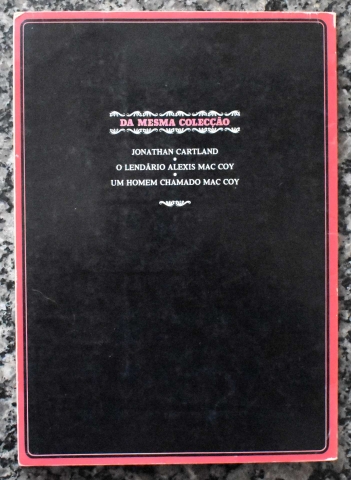 DA MESMA COLECÇÃO
JONATHAN CARTLAND
O LENDÁRIO ALEXIS MAC COY
UM HOMEM CHAMADO MAC COY